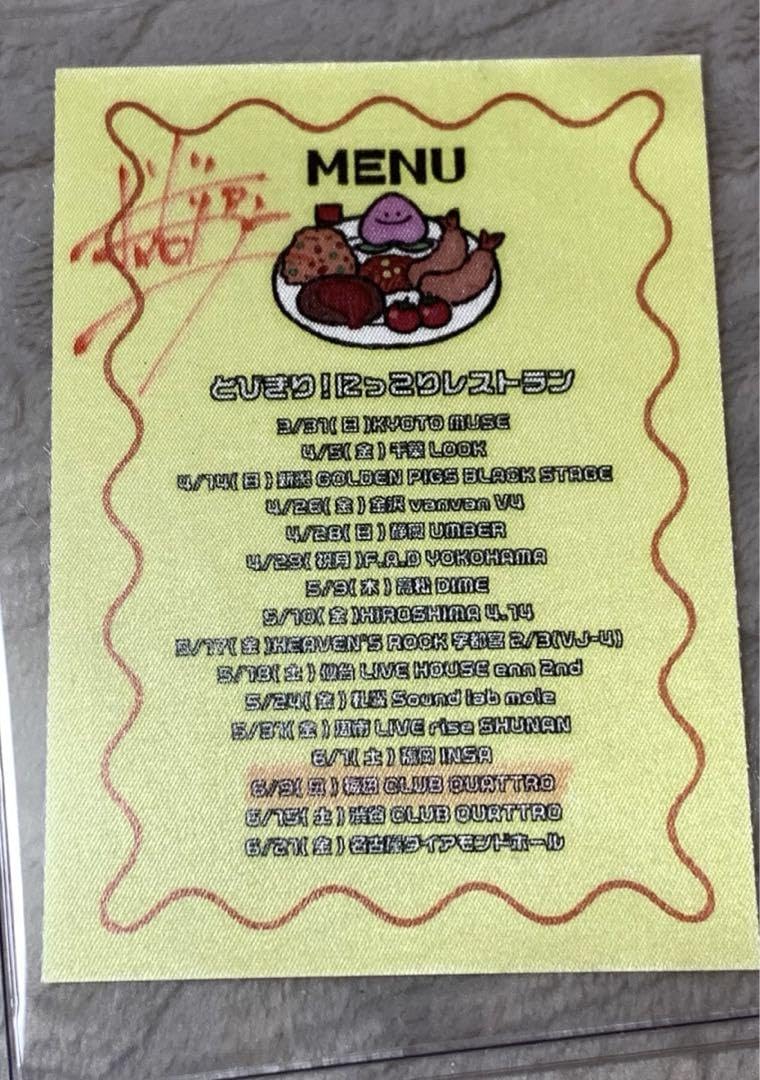 MENU
とびきり!にっこりレストラン
3/31(日)KYOTO MUSE
4/5(金)千葉 LOOK
4/14(日)新潟 GOLDEN PIGS BLACK STAGE
4/26(金)金沢 vanvan V4
4/28(日)静岡 UMBER
4/29(祝月)F.A.D YOKOHAMA
5/9(木)高松 DIME
5/10(金)HIROSHIMA 4.14
5/17(金)HEAVEN'S ROCK 宇都宮 2/3(VJ-4)
5/18(土)仙台 LIVE HOUSE enn 2nd
5/24(金)札幌 Sound lab mole
5/31(金)周南 LIVE rise SHUNAN
6/1(土)福岡 INSA
6/9(日)梅田 CLUB QUATTRO
6/15(土)渋谷 CLUB QUATTRO
6/21(金)名古屋ダイアモンドホール